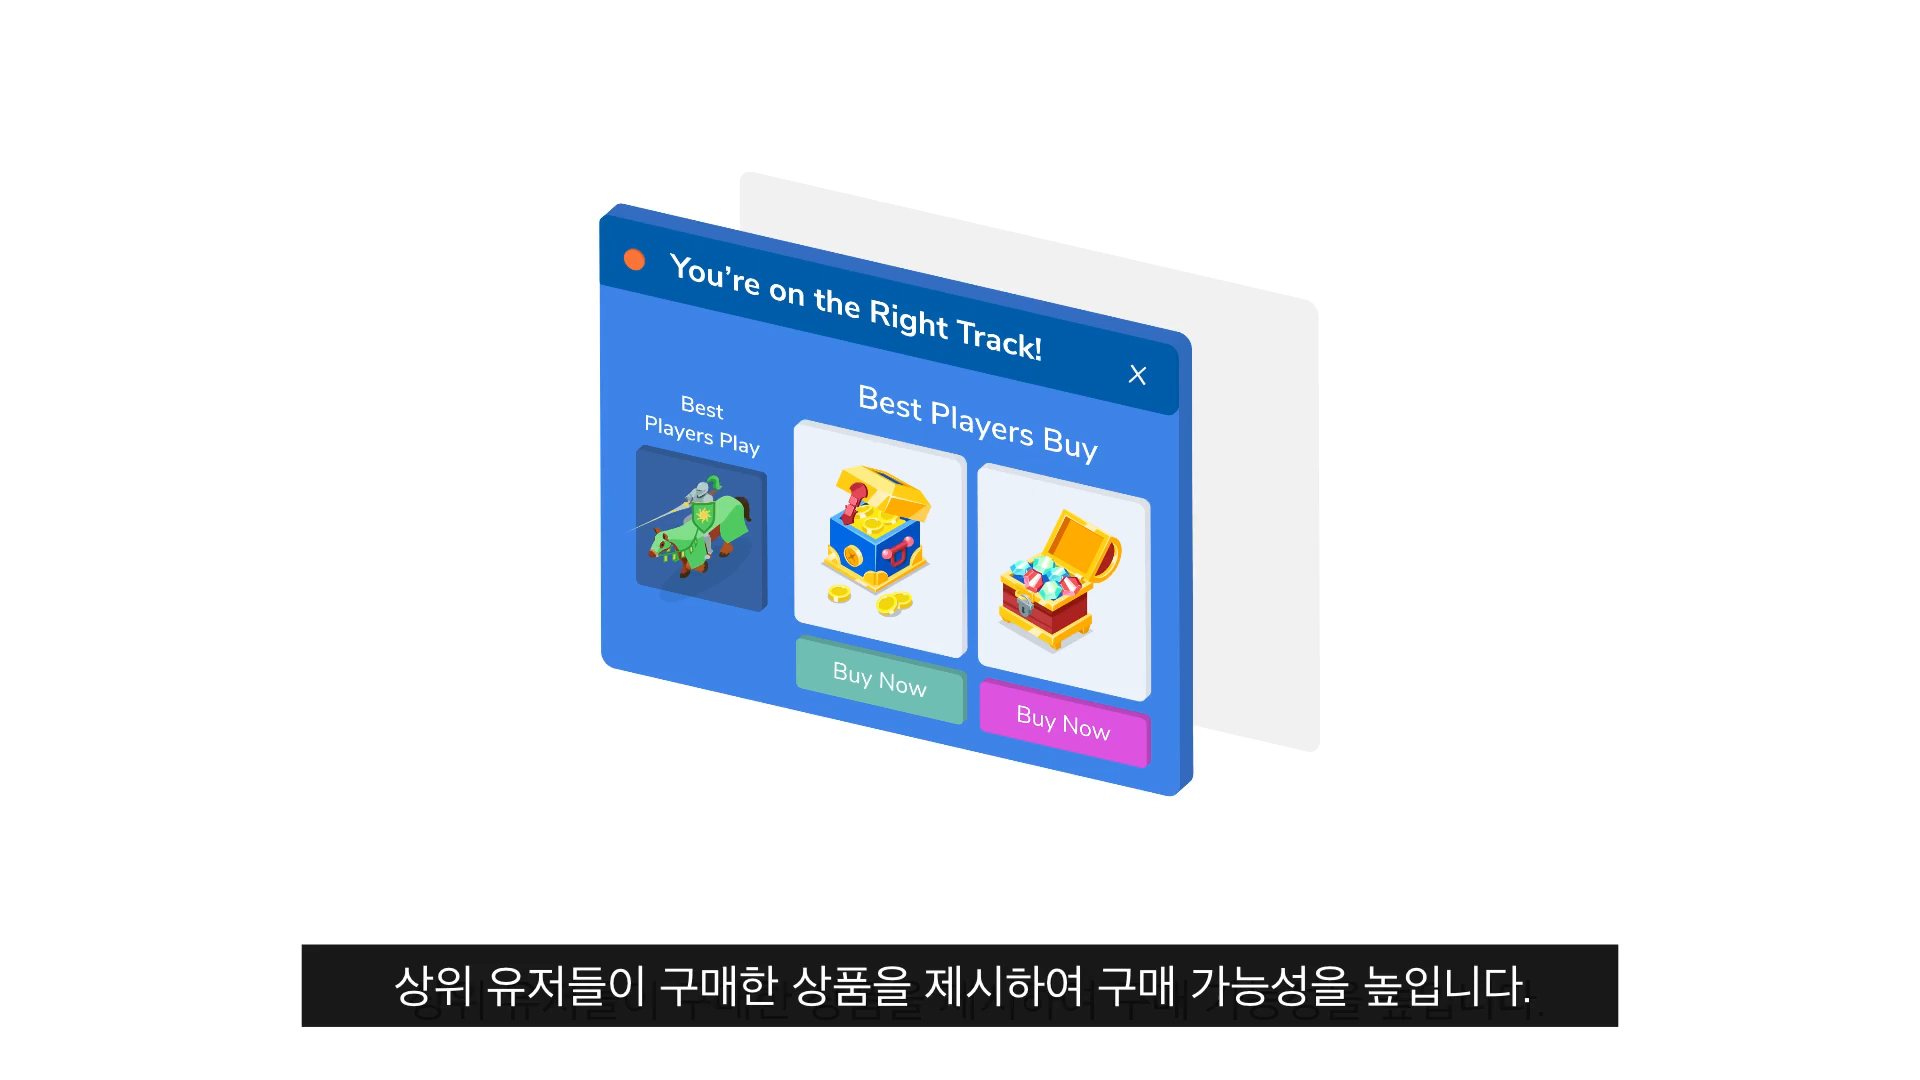 You're on the Right Track!
Best
Players Play
Best Players Buy
Buy Now
Buy Now
상위 유저들이 구매한 상품을 제시하여 구매 가능성을 높입니다.